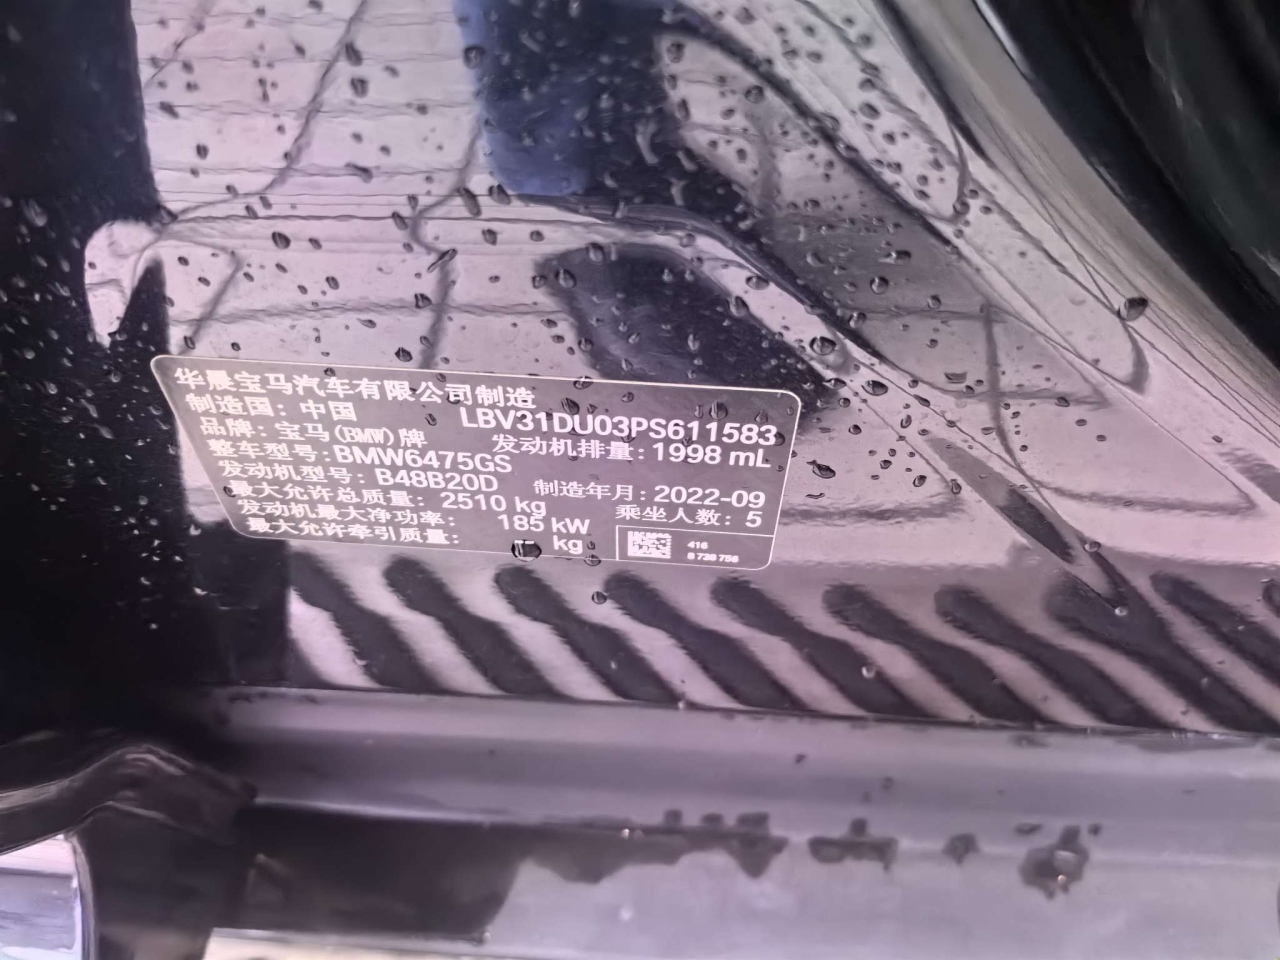 华晨宝马汽车有限公司制造
制造国：中国 LBV31DU03PS611583
品牌：宝马(BMW)牌 发动机排量：1998 mL
整车型号：BMW6475GS
发动机型号：B48B20D 制造年月：2022-09
最大允许总质量：2510 kg 乘坐人数：5
发动机最大净功率：185 kW
最大允许牵引质量： kg
416
8 738 756